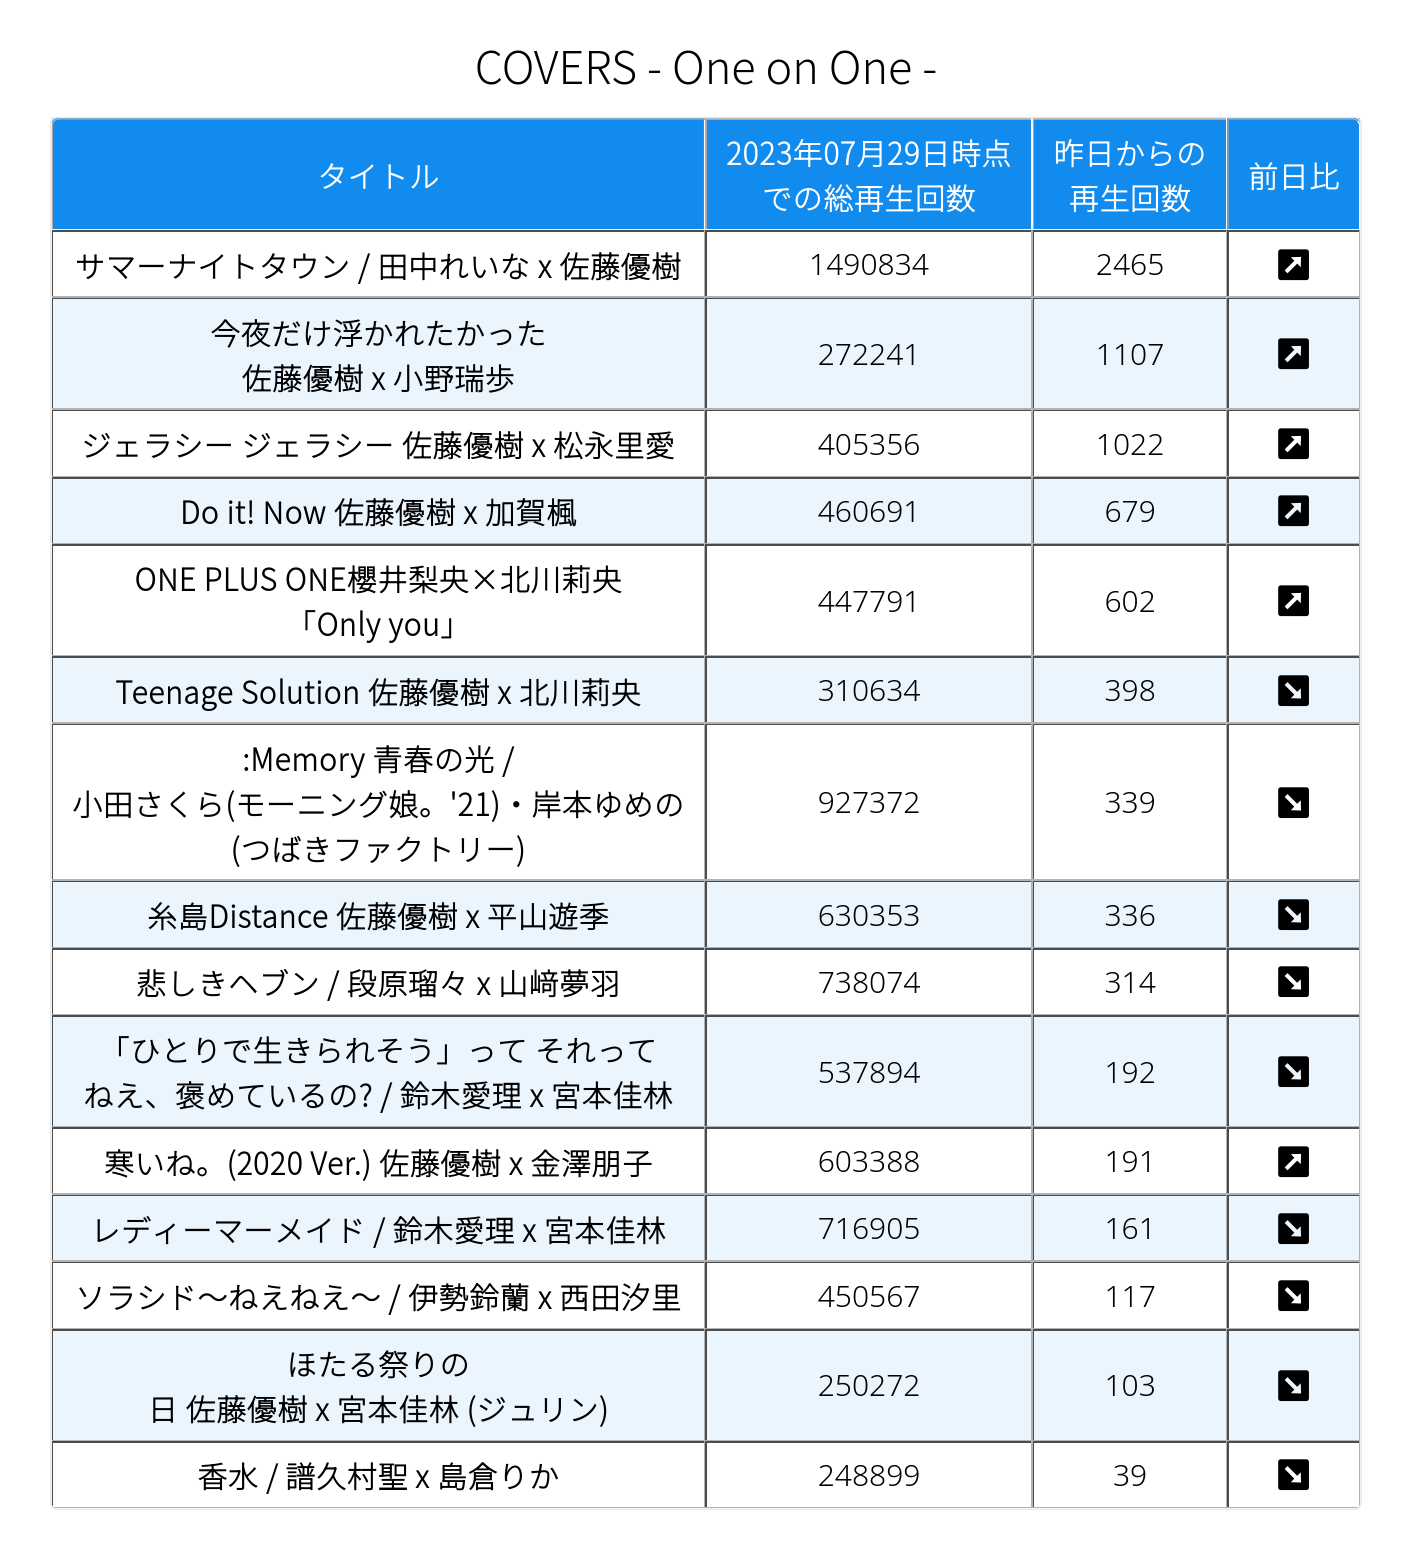 COVERS - One on One -
タイトル
2023年07月29日時点
での総再生回数
昨日からの
再生回数
前日比
サマーナイトタウン / 田中れいな x 佐藤優樹
1490834
2465
今夜だけ浮かれたかった
佐藤優樹 x 小野瑞歩
272241
1107
ジェラシー ジェラシー 佐藤優樹 x 松永里愛
405356
1022
Do it! Now 佐藤優樹 x 加賀楓
460691
679
ONE PLUS ONE櫻井梨央×北川莉央
「Only you」
447791
602
Teenage Solution 佐藤優樹 x 北川莉央
310634
398
:Memory 青春の光 /
小田さくら(モーニング娘。'21)・岸本ゆめの
(つばきファクトリー)
927372
339
糸島Distance 佐藤優樹 x 平山遊季
630353
336
悲しきヘブン / 段原瑠々 x 山﨑夢羽
738074
314
「ひとりで生きられそう」って それって
ねえ、褒めているの? / 鈴木愛理 x 宮本佳林
537894
192
寒いね。(2020 Ver.) 佐藤優樹 x 金澤朋子
603388
191
レディーマーメイド / 鈴木愛理 x 宮本佳林
716905
161
ソラシド〜ねえねえ〜 / 伊勢鈴蘭 x 西田汐里
450567
117
ほたる祭りの
日 佐藤優樹 x 宮本佳林 (ジュリン)
250272
103
香水 / 譜久村聖 x 島倉りか
248899
39